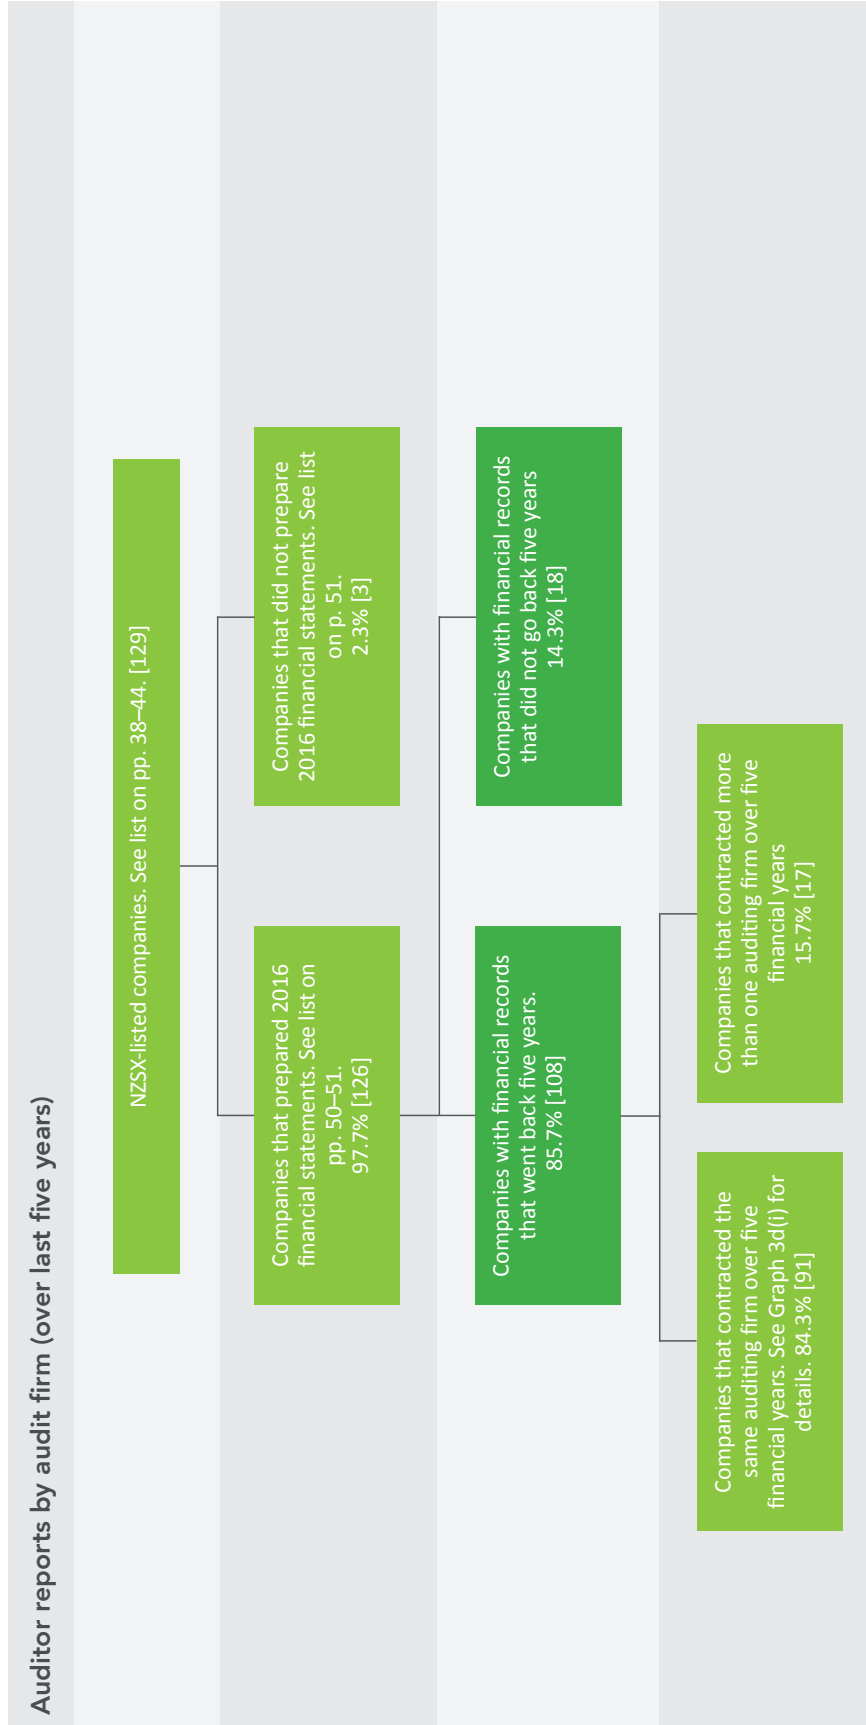 Auditor reports by audit firm (over last five years)
NZSX-listed companies. See list on pp. 38–44. [129]
Companies that prepared 2016
financial statements. See list on
pp. 50–51.
97.7% [126]
Companies that did not prepare
2016 financial statements. See list
on p. 51.
2.3% [3]
Companies with financial records
that went back five years.
85.7% [108]
Companies with financial records
that did not go back five years
14.3% [18]
Companies that contracted the
same auditing firm over five
financial years. See Graph 3d(i) for
details. 84.3% [91]
Companies that contracted more
than one auditing firm over five
financial years
15.7% [17]